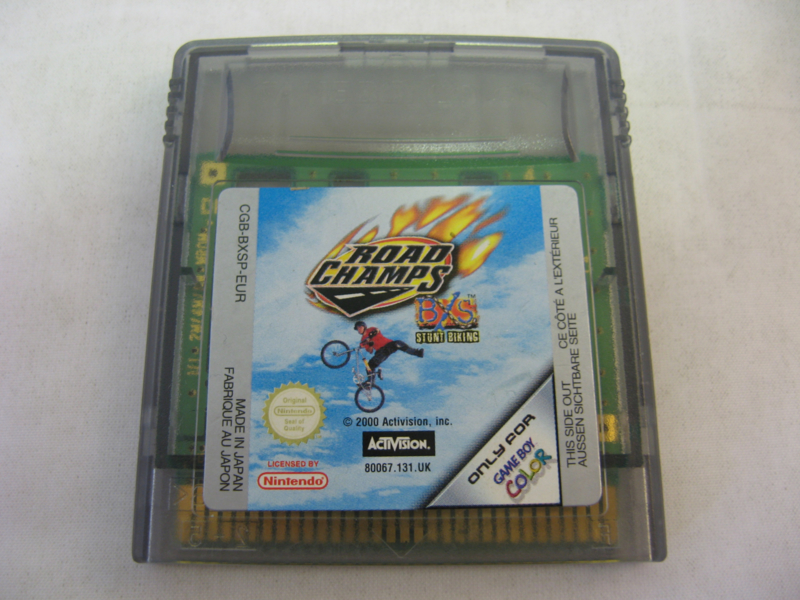 CGB-BXSP-EUR
MADE IN JAPAN
FABRIQUE AU JAPON
ROAD
CHAMPS
BXS™
STUNT BIKING
Original
Nintendo
Seal of
Quality
© 2000 Activision, inc.
ACTIVISION.
LICENSED BY
Nintendo
80067.131.UK
ONLY FOR
GAME BOY
COLOR
THIS SIDE OUT
CE CÔTÉ À L'EXTÉRIEUR
AUSSEN SICHTBARE SEITE